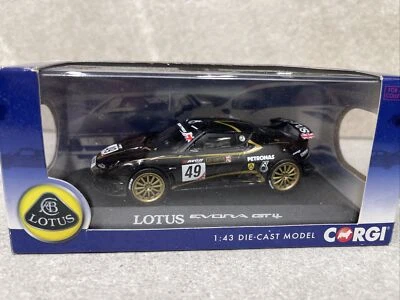 LOTUS
49
PETRONAS
LOTUS EVORA GT4
1:43 DIE-CAST MODEL
CORGI